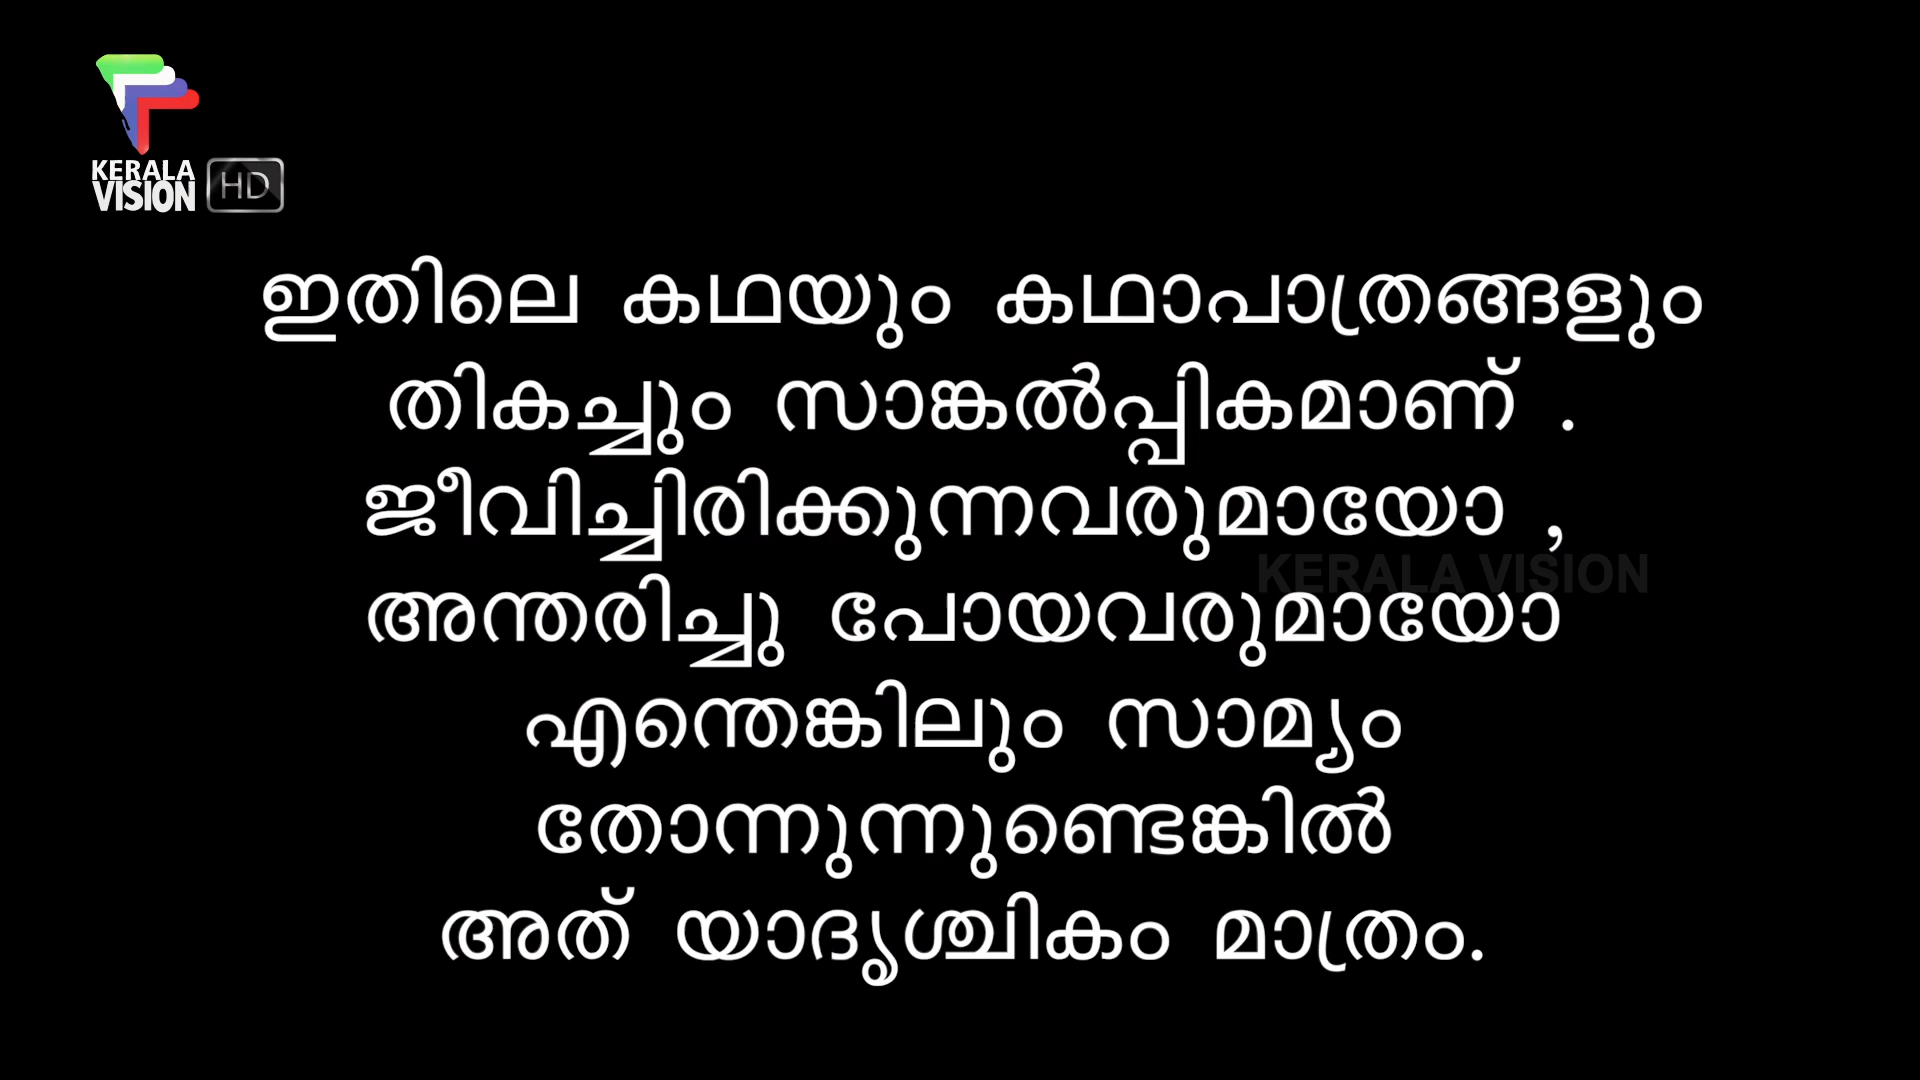 KERALA
VISION HD
ഇതിലെ കഥയും കഥാപാത്രങ്ങളും
തികച്ചും സാങ്കൽപ്പികമാണ് .
ജീവിച്ചിരിക്കുന്നവരുമായോ ,
KERALA VISION
അന്തരിച്ചു പോയവരുമായോ
എന്തെങ്കിലും സാമ്യം
തോന്നുന്നുണ്ടെങ്കിൽ
അത് യാദൃശ്ചികം മാത്രം.